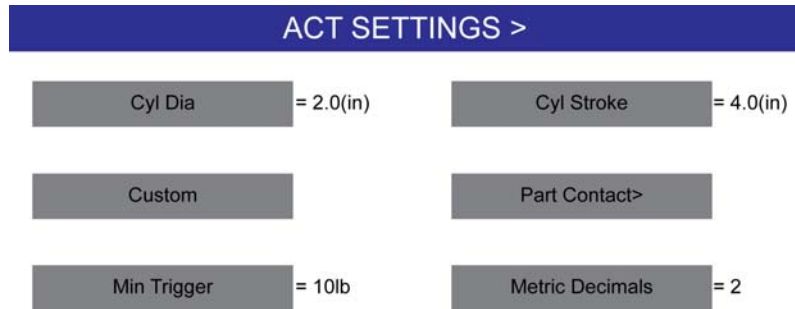 ACT SETTINGS >
Cyl Dia = 2.0(in) Cyl Stroke = 4.0(in)
Custom Part Contact>
Min Trigger = 10lb Metric Decimals = 2